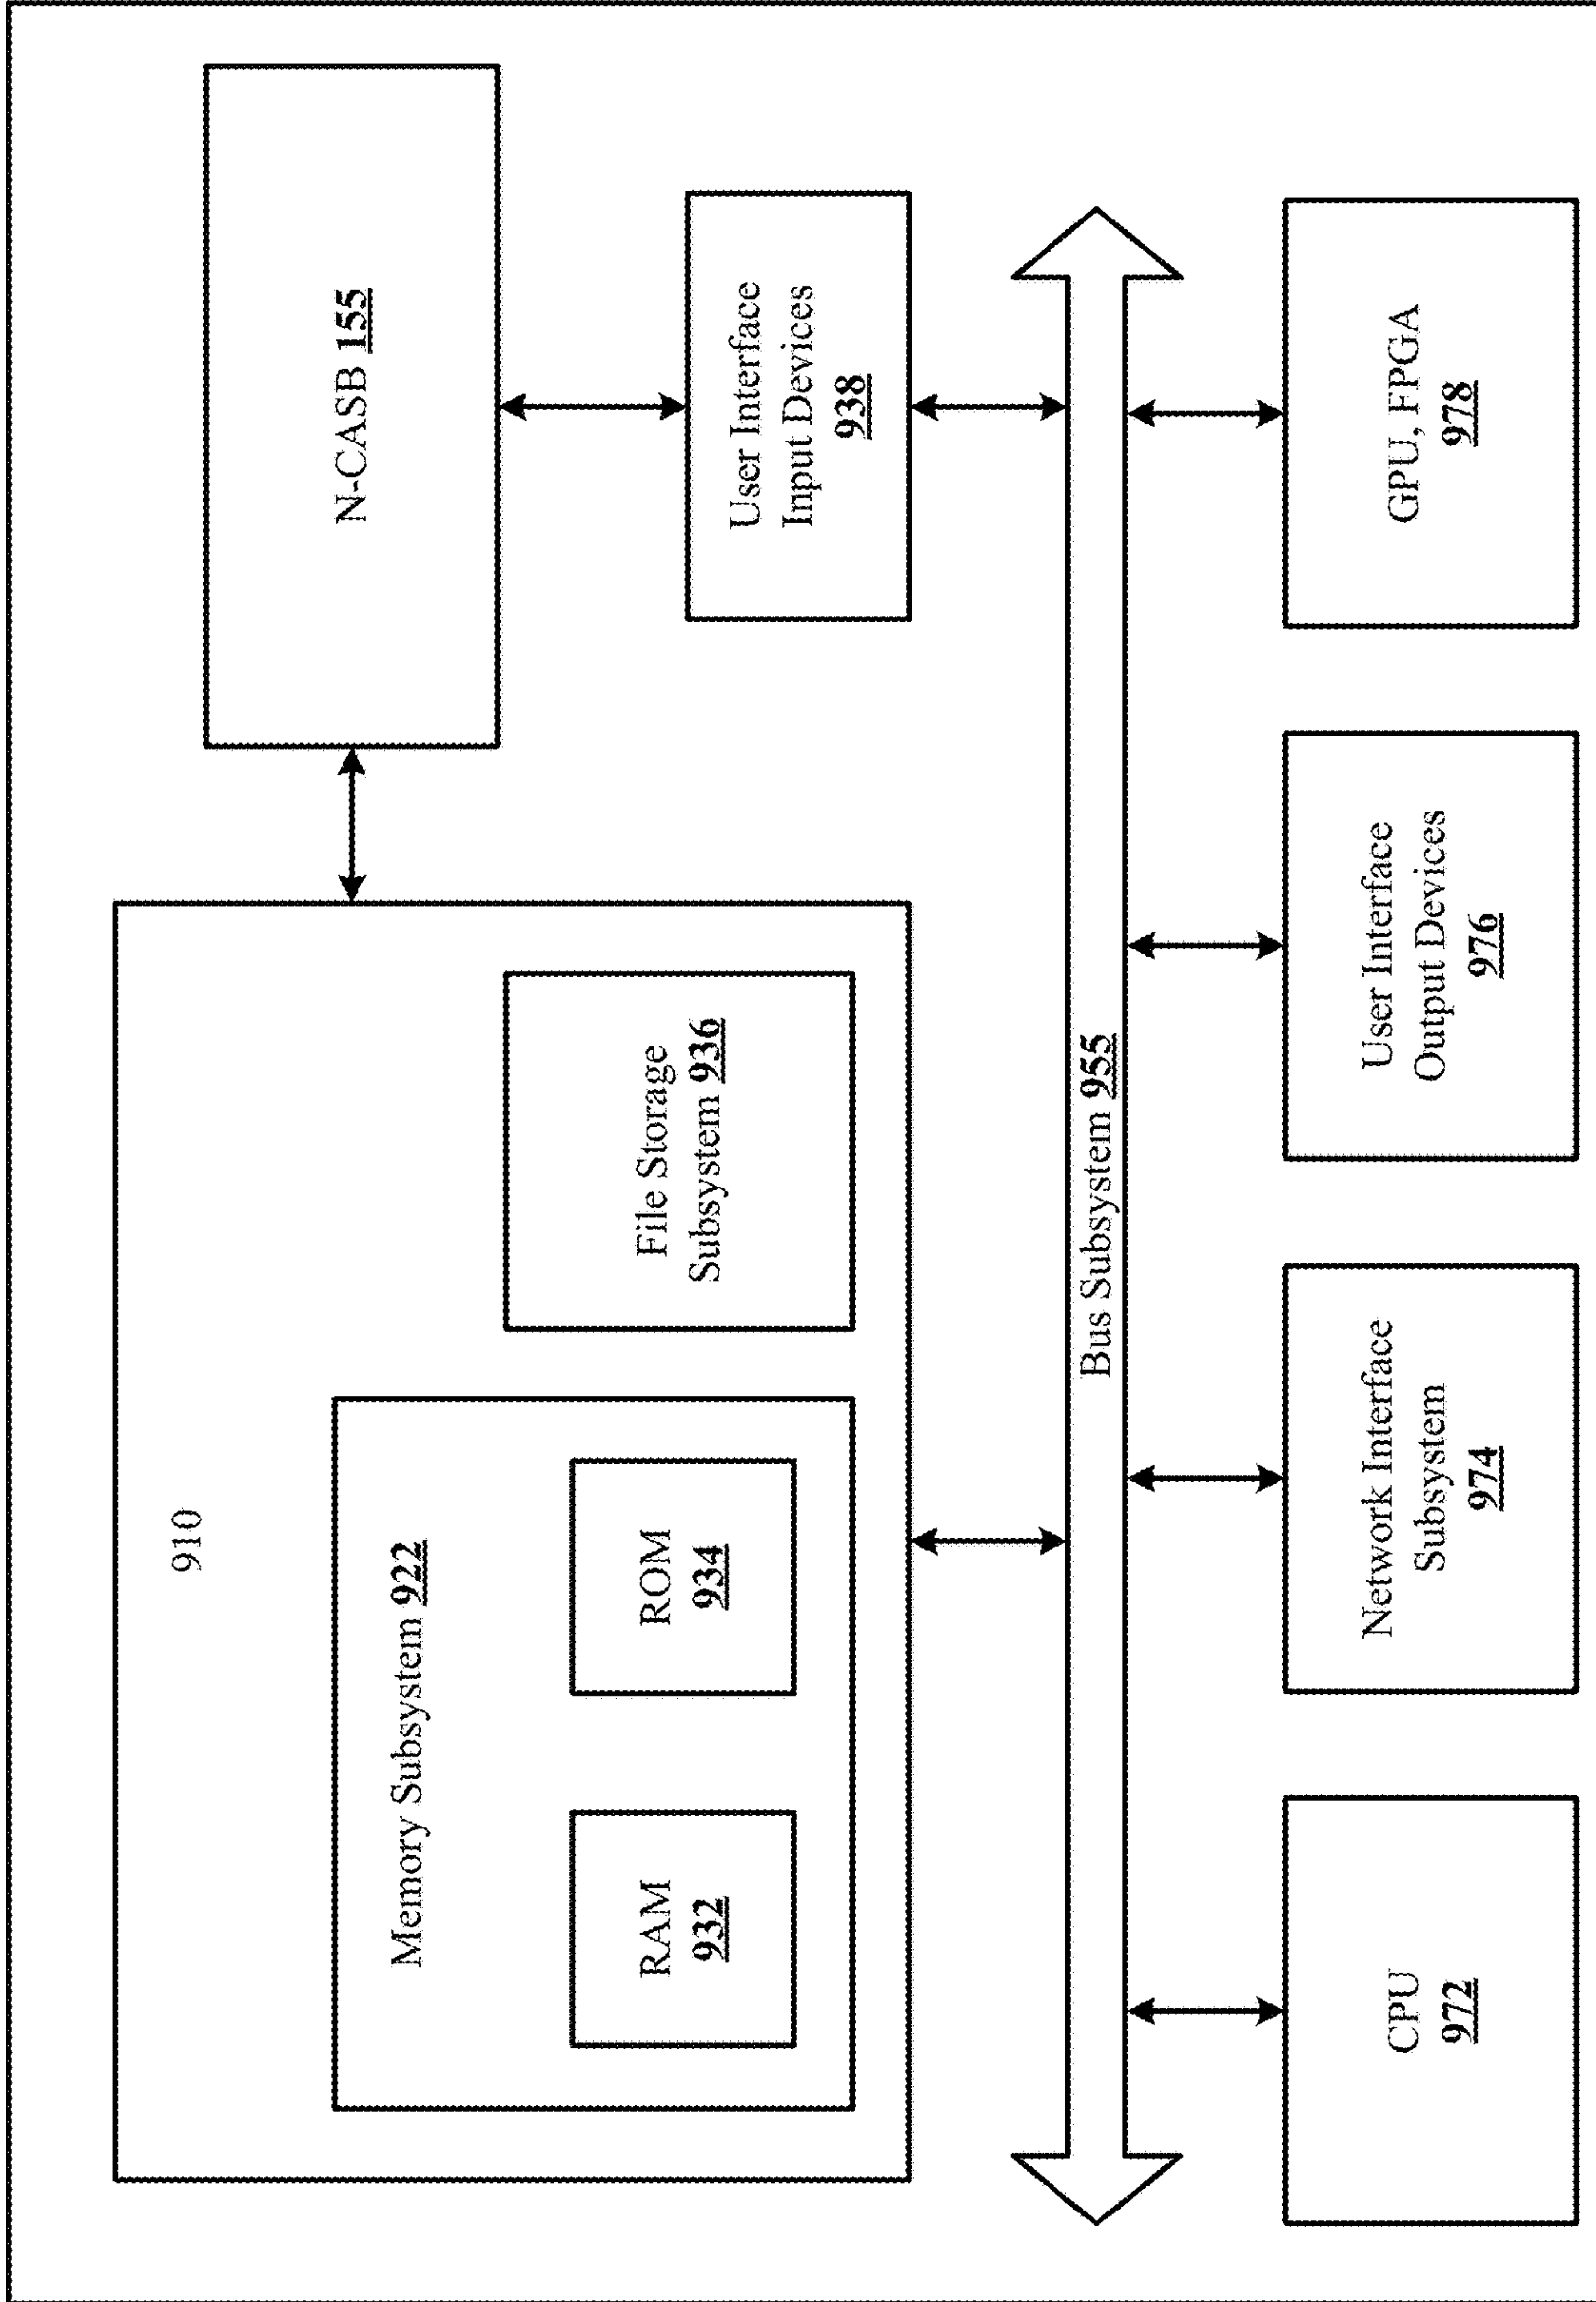 910
Memory Subsystem 922
RAM
932
ROM
934
File Storage
Subsystem 936
N-CASB 155
User Interface
Input Devices
938
Bus Subsystem 955
CPU
972
Network Interface
Subsystem
974
User Interface
Output Devices
976
GPU, FPGA
978